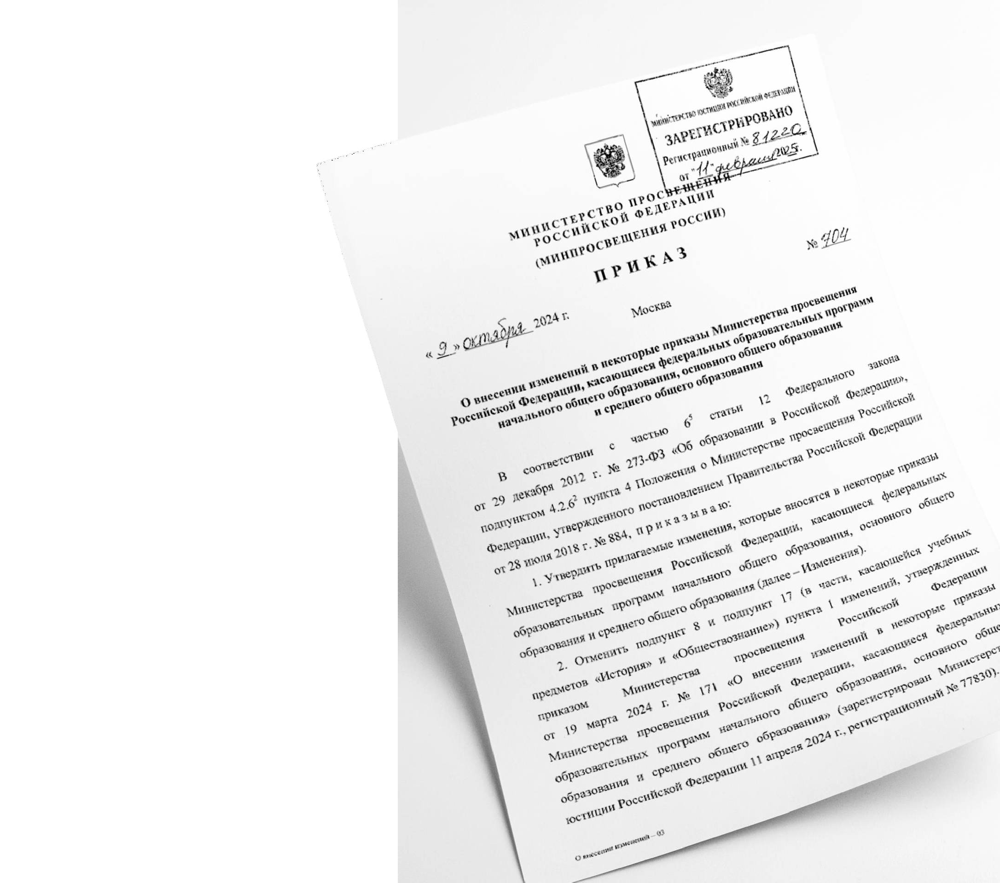 МИНИСТЕРСТВО ЮСТИЦИИ РОССИЙСКОЙ ФЕДЕРАЦИИ
ЗАРЕГИСТРИРОВАНО
Регистрационный № 81220
от "11" февраля 2025г.
МИНИСТЕРСТВО ПРОСВЕЩЕНИЯ
РОССИЙСКОЙ ФЕДЕРАЦИИ
(МИНПРОСВЕЩЕНИЯ РОССИИ)
ПРИКАЗ
« 9 » октября 2024 г.
Москва
№ 704
О внесении изменений в некоторые приказы Министерства просвещения
Российской Федерации, касающиеся федеральных образовательных программ
начального общего образования, основного общего образования
и среднего общего образования
В соответствии с частью 6⁵ статьи 12 Федерального закона
от 29 декабря 2012 г. № 273-ФЗ «Об образовании в Российской Федерации»,
подпунктом 4.2.6² пункта 4 Положения о Министерстве просвещения Российской
Федерации, утвержденного постановлением Правительства Российской Федерации
от 28 июля 2018 г. № 884, п р и к а з ы в а ю:
1. Утвердить прилагаемые изменения, которые вносятся в некоторые приказы
Министерства просвещения Российской Федерации, касающиеся федеральных
образовательных программ начального общего образования, основного общего
образования и среднего общего образования (далее – Изменения).
2. Отменить подпункт 8 и подпункт 17 (в части, касающейся учебных
предметов «История» и «Обществознание») пункта 1 изменений, утвержденных
приказом Министерства просвещения Российской Федерации
от 19 марта 2024 г. № 171 «О внесении изменений в некоторые приказы
Министерства просвещения Российской Федерации, касающиеся федеральных
образовательных программ начального общего образования, основного обще
образования и среднего общего образования» (зарегистрирован Министерст
юстиции Российской Федерации 11 апреля 2024 г., регистрационный № 77830).
О внесении изменений – 03